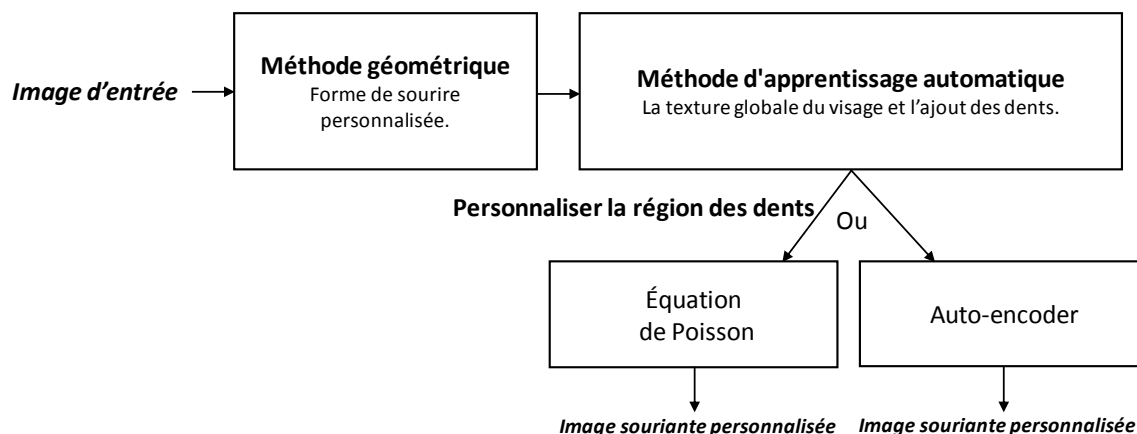 Image d'entrée
Méthode géométrique
Forme de sourire
personnalisée.
Méthode d'apprentissage automatique
La texture globale du visage et l'ajout des dents.
Personnaliser la région des dents
Ou
Équation
de Poisson
Auto-encoder
Image souriante personnalisée
Image souriante personnalisée